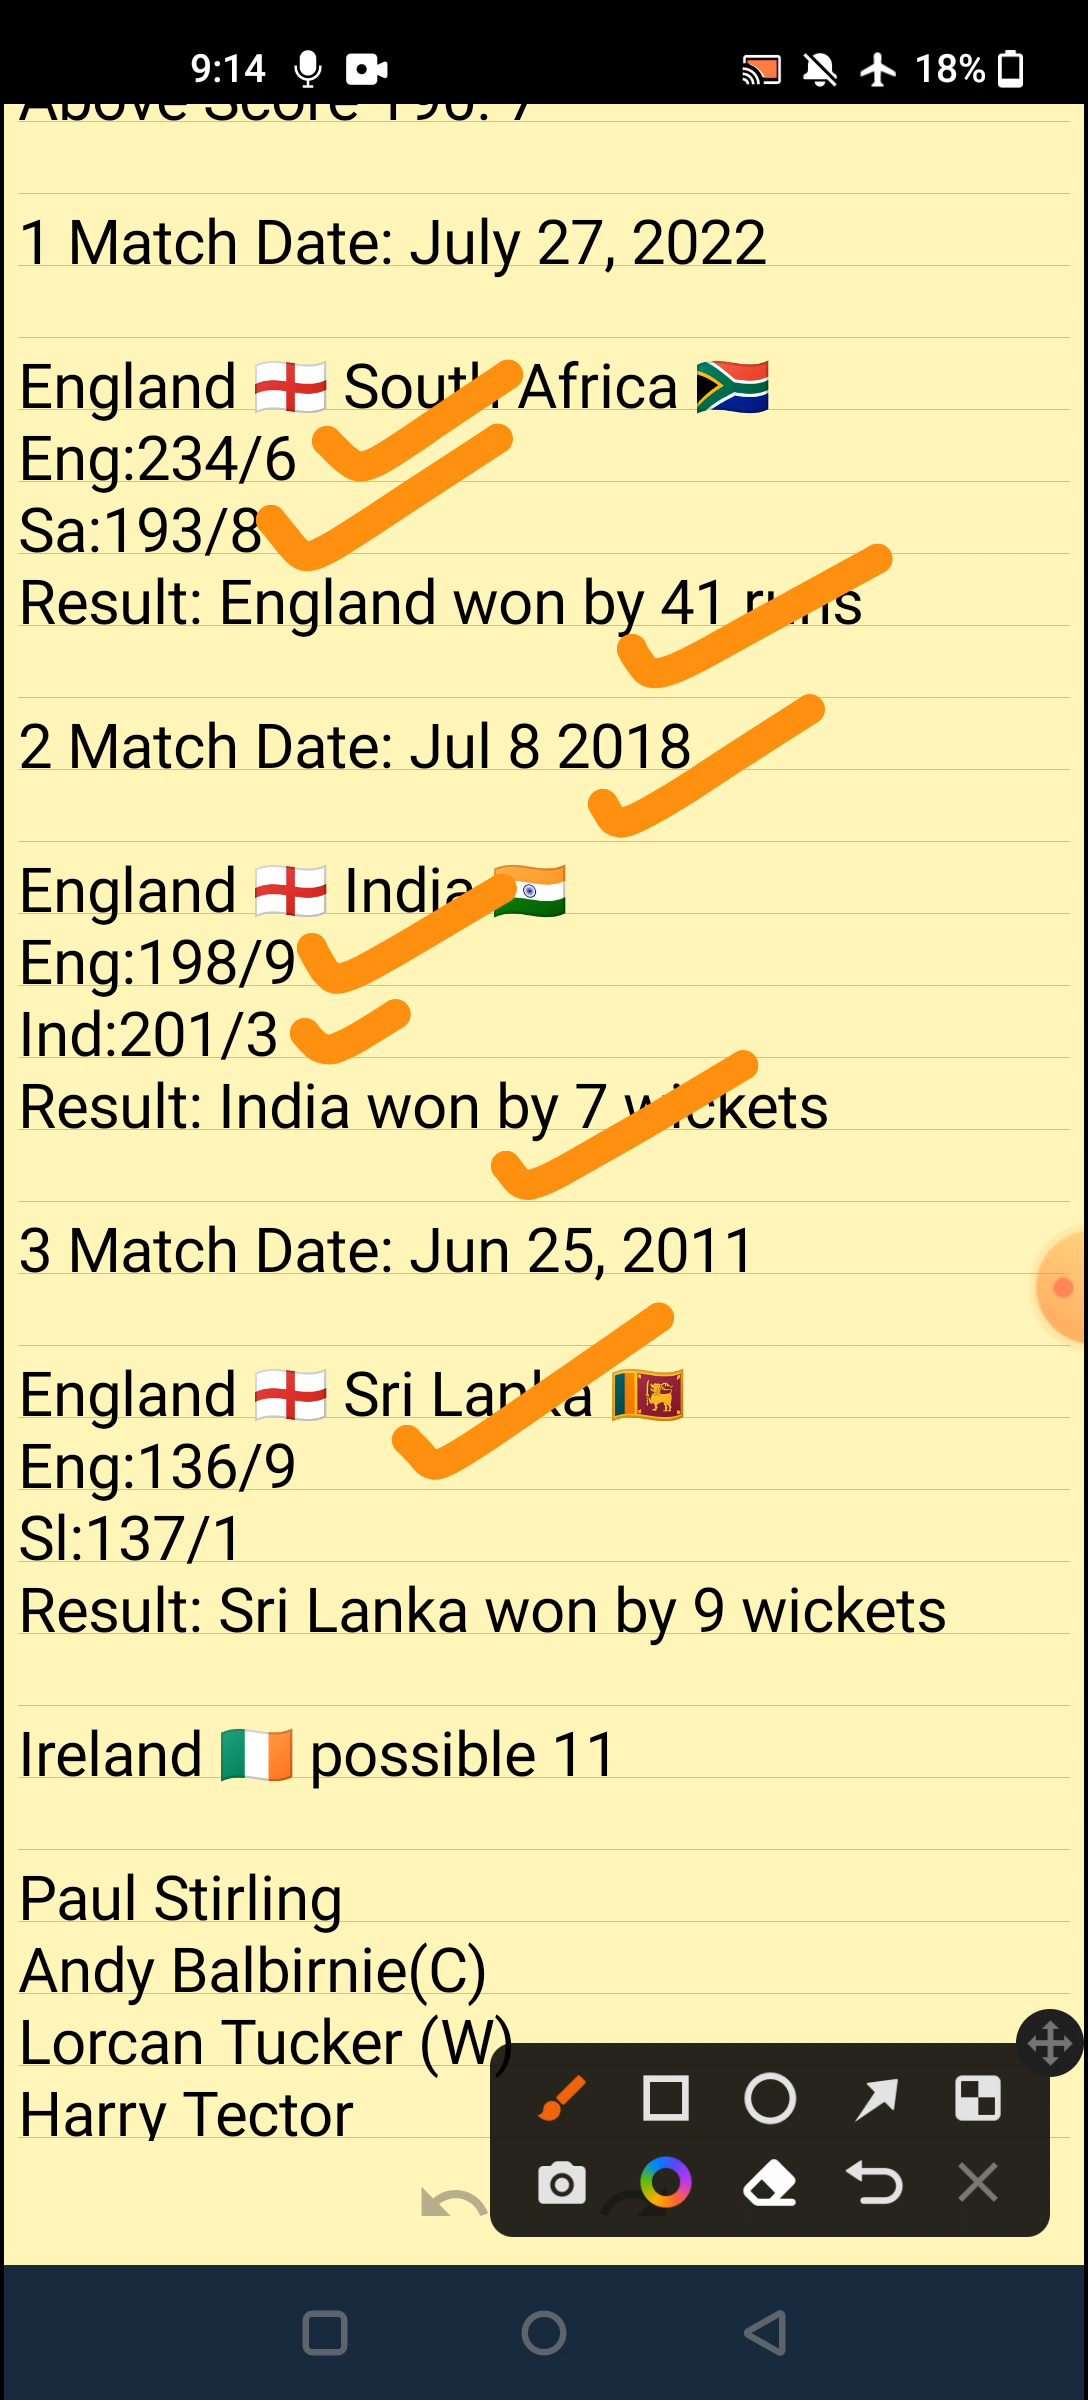 9:14 18%
Above Score 190: 7
1 Match Date: July 27, 2022
England 🏴󠁧󠁢󠁥󠁮󠁧󠁿 South Africa 🇿🇦
Eng:234/6
Sa:193/8
Result: England won by 41 runs
2 Match Date: Jul 8 2018
England 🏴󠁧󠁢󠁥󠁮󠁧󠁿 India 🇮🇳
Eng:198/9
Ind:201/3
Result: India won by 7 wickets
3 Match Date: Jun 25, 2011
England 🏴󠁧󠁢󠁥󠁮󠁧󠁿 Sri Lanka 🇱🇰
Eng:136/9
Sl:137/1
Result: Sri Lanka won by 9 wickets
Ireland 🇮🇪 possible 11
Paul Stirling
Andy Balbirnie(C)
Lorcan Tucker (W)
Harry Tector